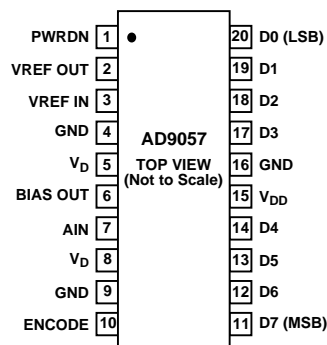 PWRDN 1 20 D0 (LSB)
VREF OUT 2 19 D1
VREF IN 3 18 D2
GND 4 17 D3
AD9057
TOP VIEW
(Not to Scale)
VD 5 16 GND
BIAS OUT 6 15 VDD
AIN 7 14 D4
VD 8 13 D5
GND 9 12 D6
ENCODE 10 11 D7 (MSB)